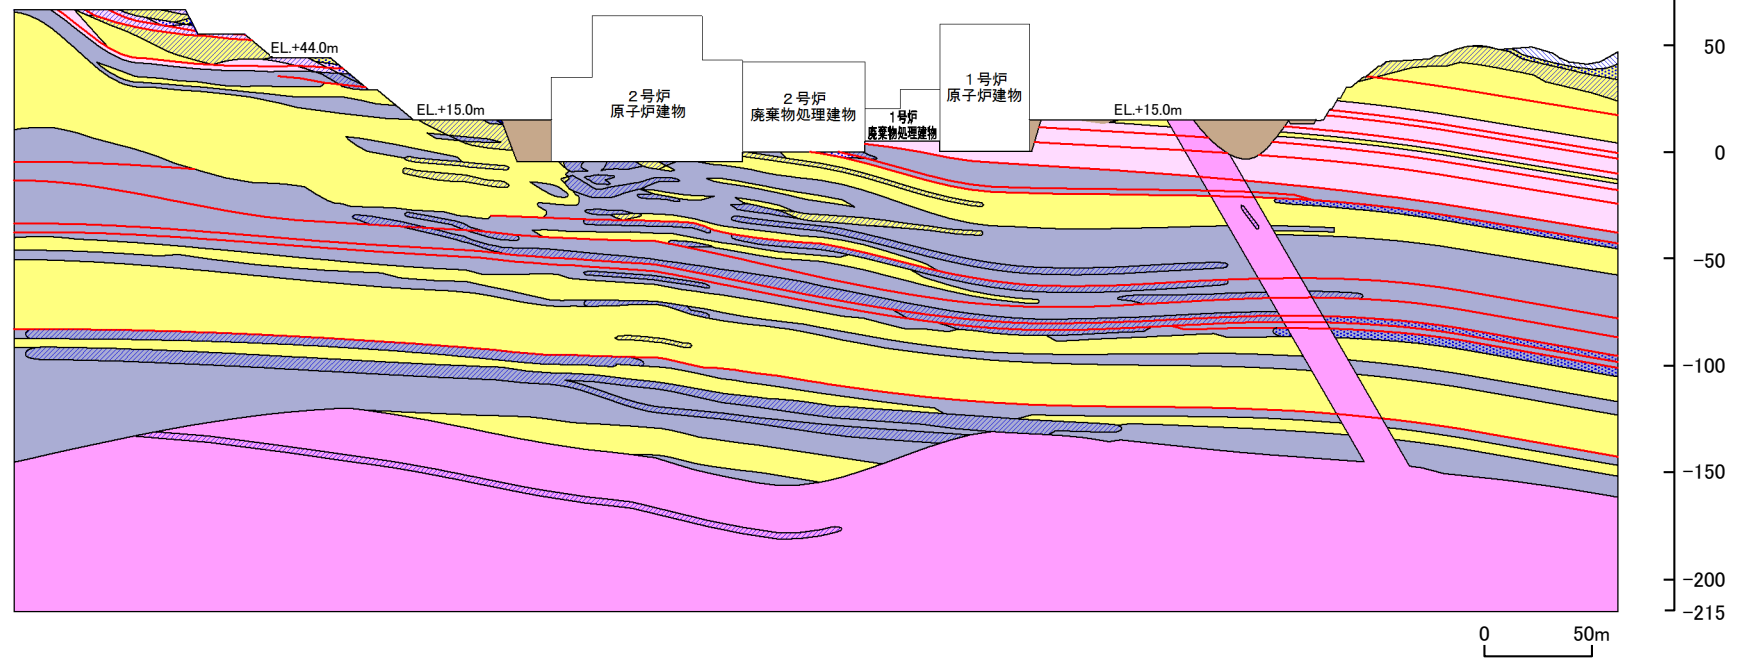 EL.+44.0m
２号炉
原子炉建物
２号炉
廃棄物処理建物
１号炉
廃棄物処理建物
１号炉
原子炉建物
EL.+15.0m
EL.+15.0m
50
0
−50
−100
−150
−200
−215
0 50m